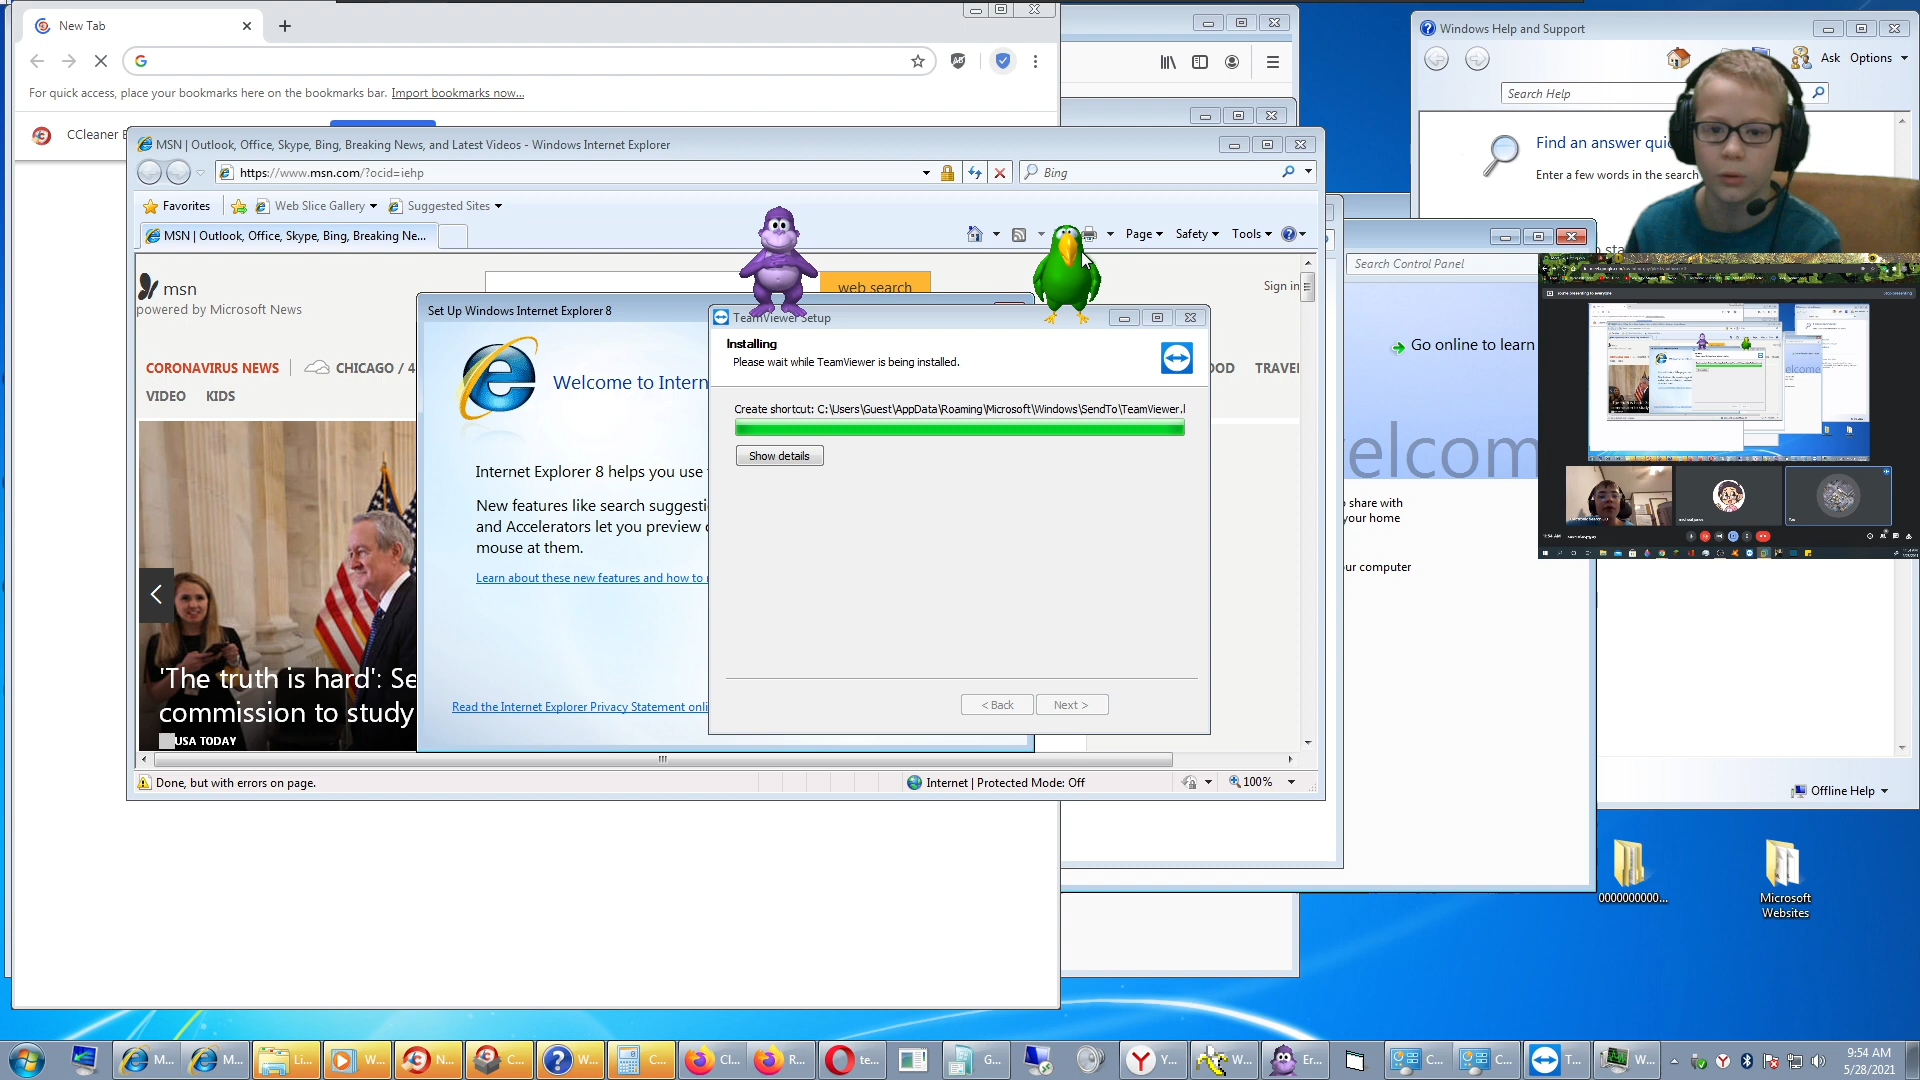 New Tab
For quick access, place your bookmarks here on the bookmarks bar. Import bookmarks now...
CCleaner
MSN | Outlook, Office, Skype, Bing, Breaking News, and Latest Videos - Windows Internet Explorer
https://www.msn.com/?ocid=iehp
Bing
Favorites
Web Slice Gallery
Suggested Sites
MSN | Outlook, Office, Skype, Bing, Breaking Ne...
Page
Safety
Tools
msn
powered by Microsoft News
web search
Sign in
CORONAVIRUS NEWS
CHICAGO / 4
VIDEO
KIDS
'The truth is hard': Se
commission to study
USA TODAY
Set Up Windows Internet Explorer 8
Welcome to Intern
Internet Explorer 8 helps you use
New features like search suggesti
and Accelerators let you preview
mouse at them.
Learn about these new features and how to
Read the Internet Explorer Privacy Statement onli
TeamViewer Setup
Installing
Please wait while TeamViewer is being installed.
Create shortcut: C:\Users\Guest\AppData\Roaming\Microsoft\Windows\SendTo\TeamViewer.l
Show details
< Back
Next >
OOD
TRAVEL
Done, but with errors on page.
Internet | Protected Mode: Off
100%
Windows Help and Support
Ask
Options
Search Help
Find an answer quic
Enter a few words in the search
Search Control Panel
Go online to learn
elcom
share with
your home
ur computer
Offline Help
0000000000...
Microsoft
Websites
M...
M...
Li...
W...
N...
C...
W...
C...
Cl...
R...
te...
G...
Y...
W...
Er...
C...
C...
T...
W...
9:54 AM
5/28/2021